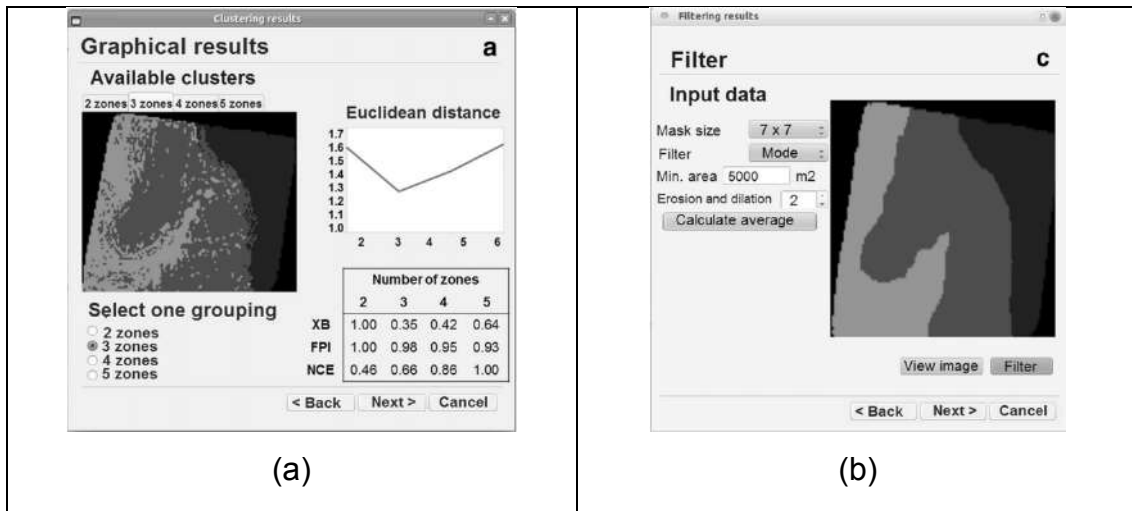 Clustering results
Graphical results a
Available clusters
2 zones 3 zones 4 zones 5 zones
Euclidean distance
1.7
1.6
1.5
1.4
1.3
1.2
1.1
1.0
2 3 4 5 6
Select one grouping
2 zones
3 zones
4 zones
5 zones
Number of zones
2 3 4 5
XB 1.00 0.35 0.42 0.64
FPI 1.00 0.98 0.95 0.93
NCE 0.46 0.66 0.86 1.00
< Back Next > Cancel
(a)
Filtering results
Filter c
Input data
Mask size 7 x 7
Filter Mode
Min. area 5000 m2
Erosion and dilation 2
Calculate average
View image Filter
< Back Next > Cancel
(b)